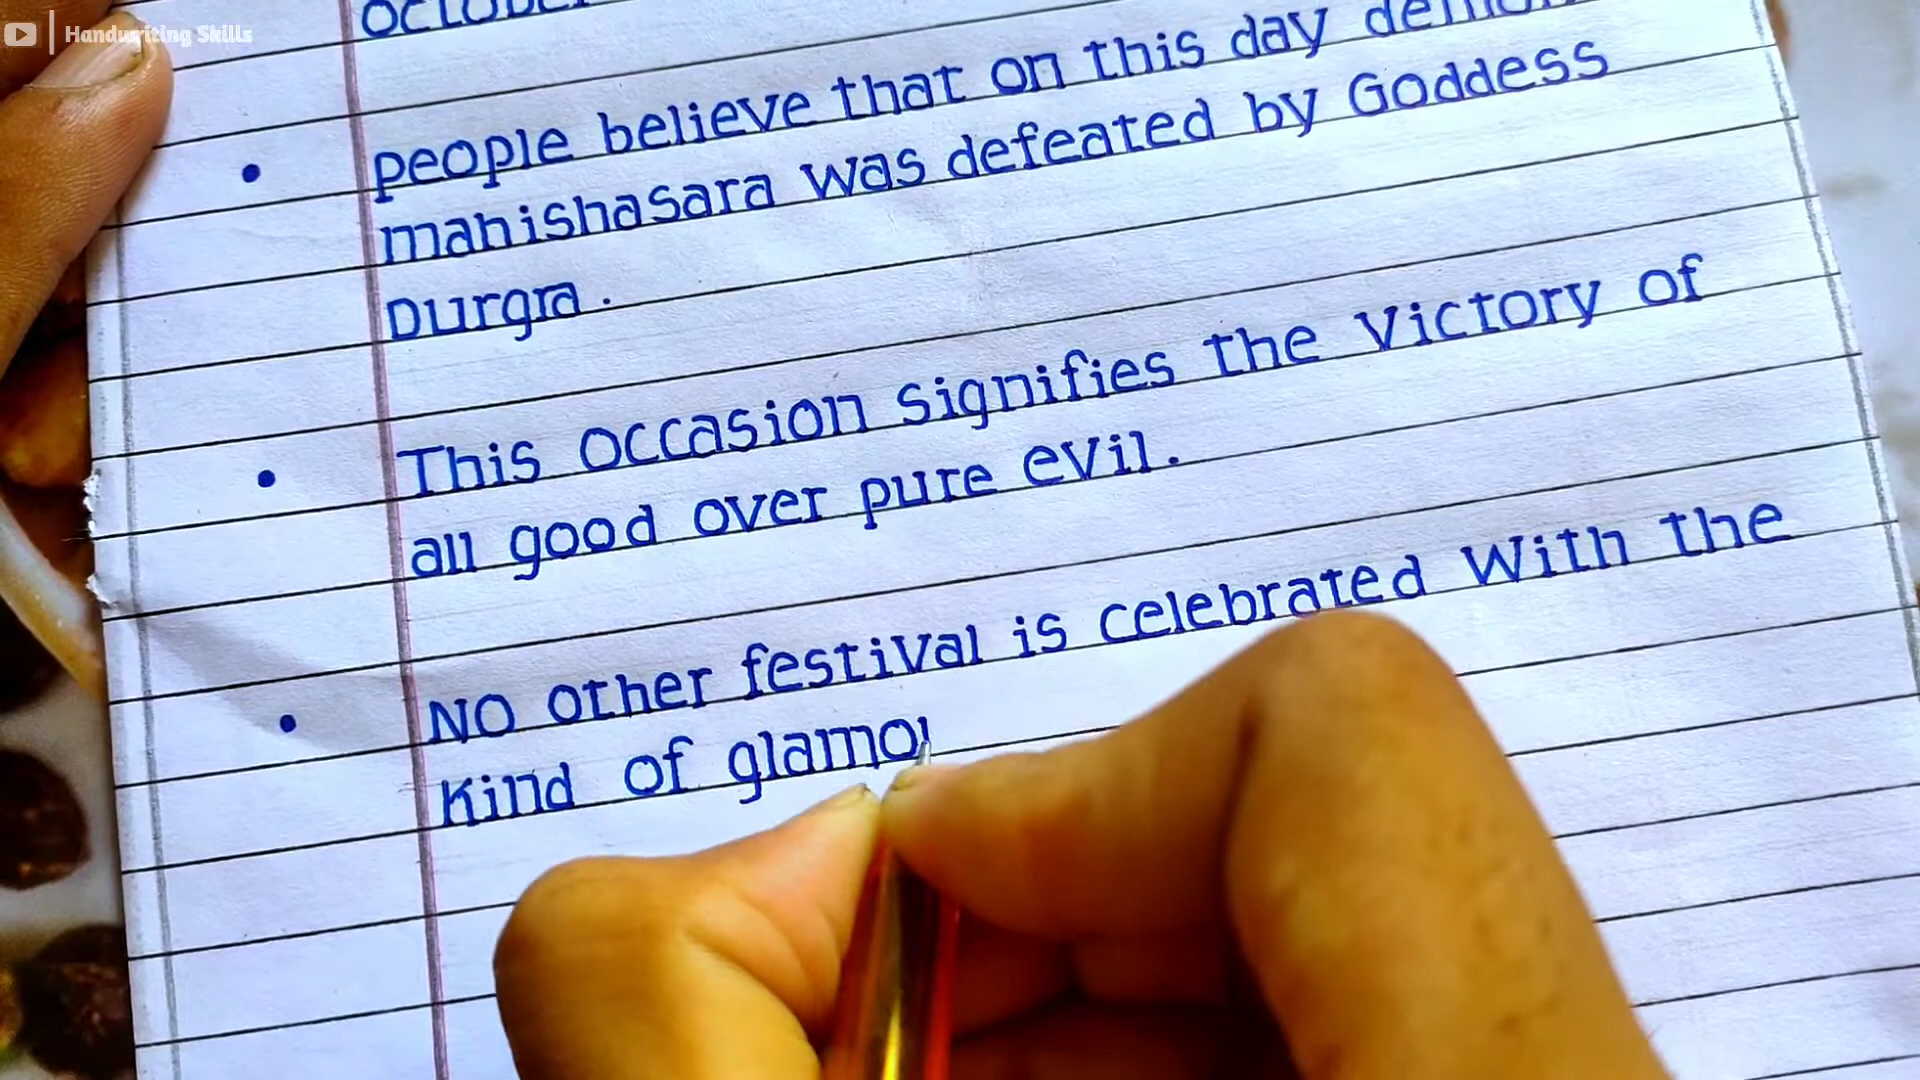 Handwriting Skills
people believe that on this day
mahishasara was defeated by Goddess
Durga.
This occasion signifies the Victory of
all good over pure evil.
NO other festival is celebrated With the
Kind of